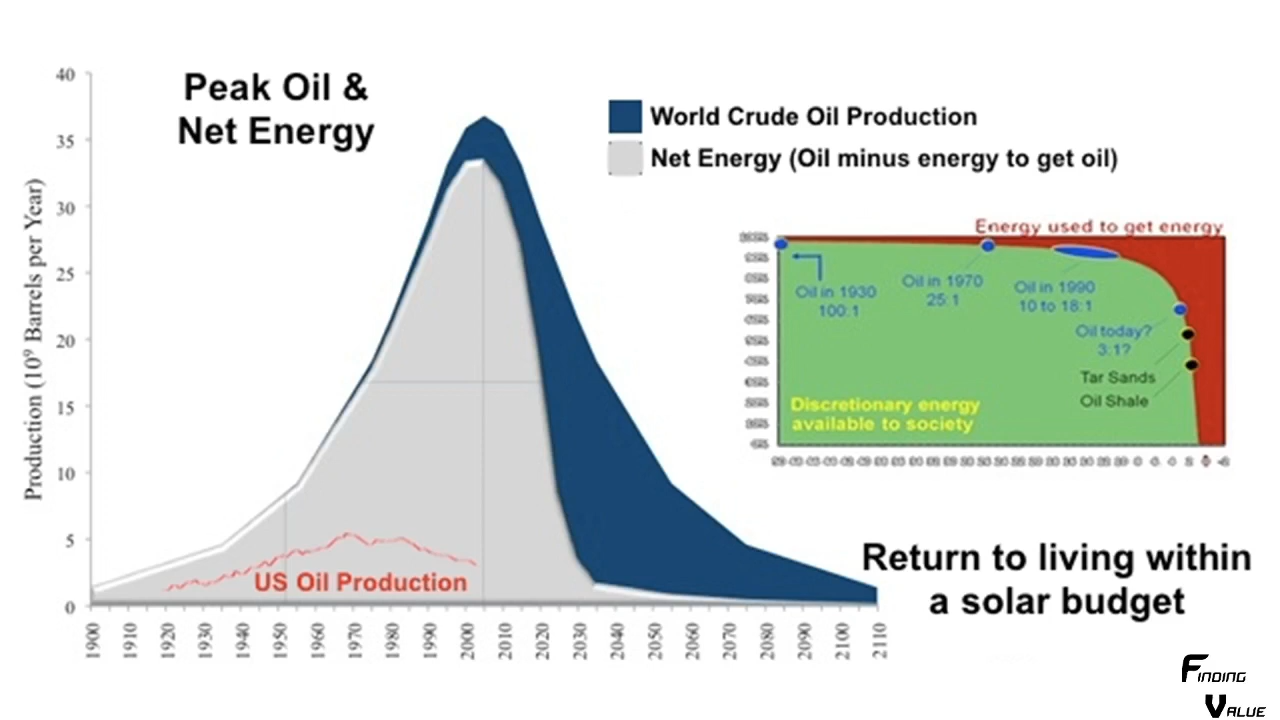 Peak Oil &
Net Energy
World Crude Oil Production
Net Energy (Oil minus energy to get oil)
Production (10⁹ Barrels per Year)
40
35
30
25
20
15
10
5
0
1900 1910 1920 1930 1940 1950 1960 1970 1980 1990 2000 2010 2020 2030 2040 2050 2060 2070 2080 2090 2100 2110
US Oil Production
Energy used to get energy
Oil in 1930
100:1
Oil in 1970
25:1
Oil in 1990
10 to 18:1
Oil today?
3:1?
Tar Sands
Oil Shale
Discretionary energy
available to society
Return to living within
a solar budget
Finding
Value